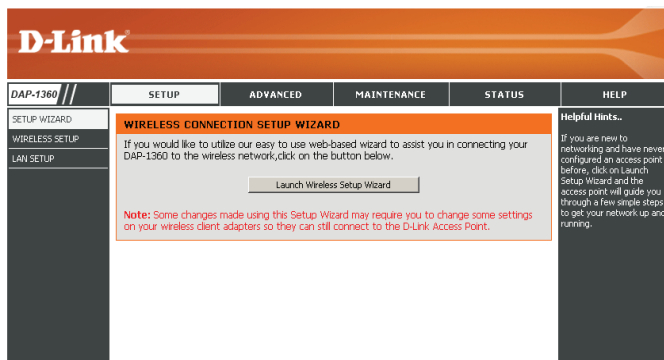 D-Link
DAP-1360
SETUP
ADVANCED
MAINTENANCE
STATUS
HELP
SETUP WIZARD
WIRELESS SETUP
LAN SETUP
WIRELESS CONNECTION SETUP WIZARD
If you would like to utilize our easy to use web-based wizard to assist you in connecting your
DAP-1360 to the wireless network,click on the button below.
Launch Wireless Setup Wizard
Note: Some changes made using this Setup Wizard may require you to change some settings
on your wireless client adapters so they can still connect to the D-Link Access Point.
Helpful Hints..
If you are new to
networking and have never
configured an access point
before, click on Launch
Setup Wizard and the
access point will guide you
through a few simple steps
to get your network up and
running.